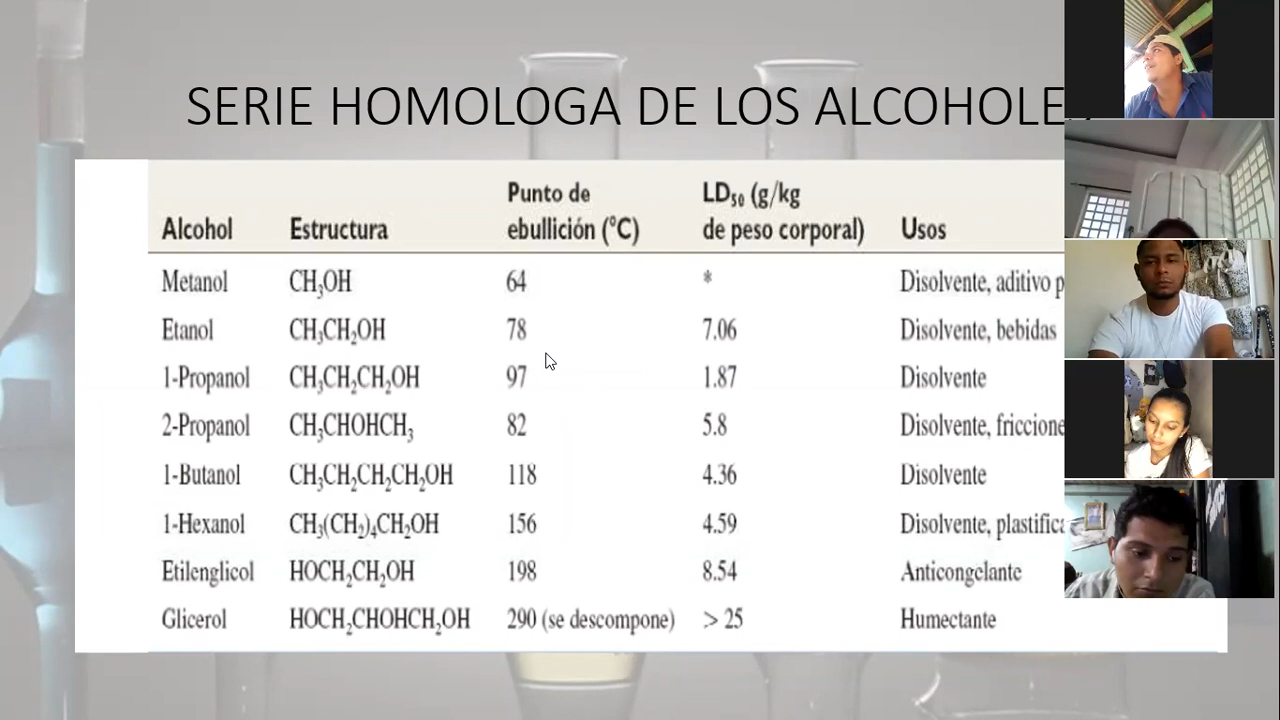 SERIE HOMOLOGA DE LOS
Alcohol Estructura Punto de ebullición (°C) LD₅₀ (g/kg de peso corporal) Usos
Metanol CH₃OH 64 * Disolvente, aditivo
Etanol CH₃CH₂OH 78 7.06 Disolvente, bebidas
1-Propanol CH₃CH₂CH₂OH 97 1.87 Disolvente
2-Propanol CH₃CHOHCH₃ 82 5.8 Disolvente,
1-Butanol CH₃CH₂CH₂CH₂OH 118 4.36 Disolvente
1-Hexanol CH₃(CH₂)₄CH₂OH 156 4.59 Disolvente,
Etilenglicol HOCH₂CH₂OH 198 8.54 Anticongelante
Glicerol HOCH₂CHOHCH₂OH 290 (se descompone) > 25 Humectante